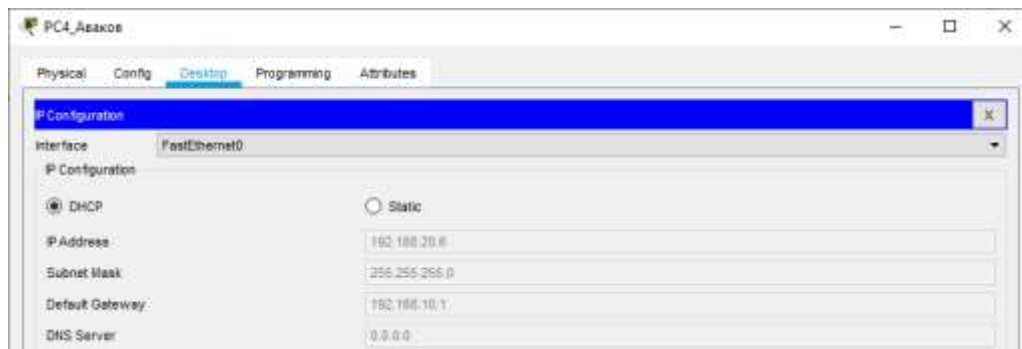 PC4_Аваков
Physical Config Desktop Programming Attributes
IP Configuration X
Interface FastEthernet0
IP Configuration
DHCP Static
IP Address 192.168.20.6
Subnet Mask 255.255.255.0
Default Gateway 192.168.10.1
DNS Server 0.0.0.0